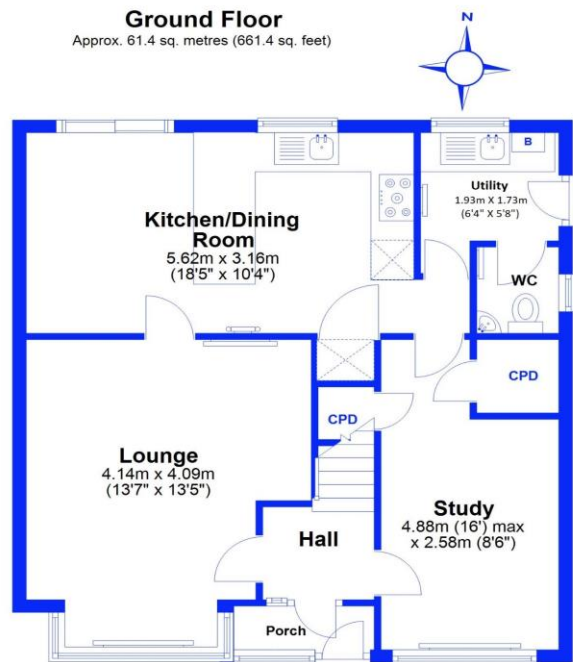 Ground Floor
Approx. 61.4 sq. metres (661.4 sq. feet)
N
B
Utility
1.93m X 1.73m
(6'4" X 5'8")
Kitchen/Dining
Room
5.62m x 3.16m
(18'5" x 10'4")
WC
CPD
CPD
Lounge
4.14m x 4.09m
(13'7" x 13'5")
Study
4.88m (16') max
x 2.58m (8'6")
Hall
Porch